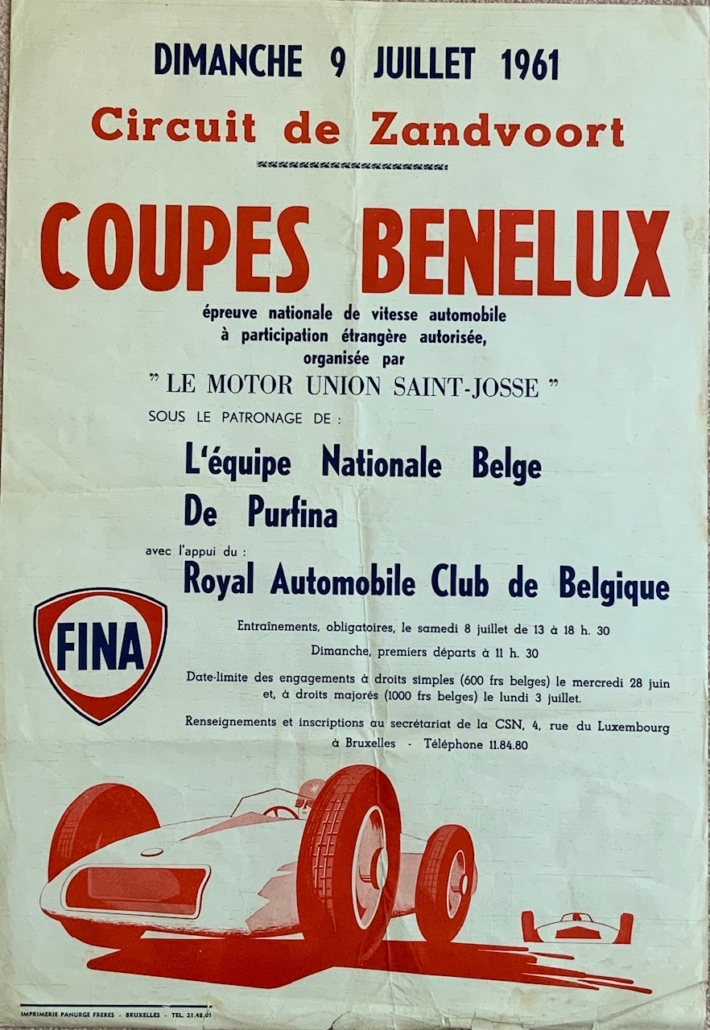 DIMANCHE 9 JUILLET 1961
Circuit de Zandvoort
COUPES BENELUX
épreuve nationale de vitesse automobile
à participation étrangère autorisée,
organisée par
” LE MOTOR UNION SAINT-JOSSE ”
SOUS LE PATRONAGE DE :
L‘équipe Nationale Belge
De Purfina
avec l'appui du :
Royal Automobile Club de Belgique
FINA
Entraînements, obligatoires, le samedi 8 juillet de 13 à 18 h. 30
Dimanche, premiers départs à 11 h. 30
Date-limite des engagements à droits simples (600 frs belges) le mercredi 28 juin
et, à droits majorés (1000 frs belges) le lundi 3 juillet.
Renseignements et inscriptions au secrétariat de la CSN, 4, rue du Luxembourg
à Bruxelles - Téléphone 11.84.80
IMPRIMERIE PANURGE FRERES - BRUXELLES - TEL. 21.48.01